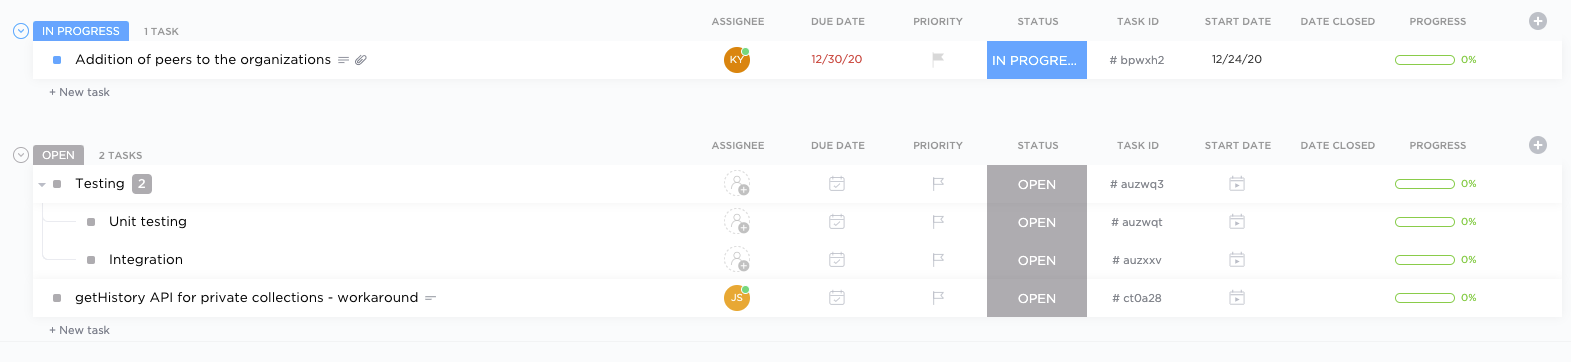 IN PROGRESS 1 TASK ASSIGNEE DUE DATE PRIORITY STATUS TASK ID START DATE DATE CLOSED PROGRESS
Addition of peers to the organizations KY 12/30/20 IN PROGRE... # bpwxh2 12/24/20 0%
+ New task
OPEN 2 TASKS ASSIGNEE DUE DATE PRIORITY STATUS TASK ID START DATE DATE CLOSED PROGRESS
Testing 2 OPEN # auzwq3 0%
Unit testing OPEN # auzwqt 0%
Integration OPEN # auzxxv 0%
getHistory API for private collections - workaround JS OPEN # ct0a28 0%
+ New task